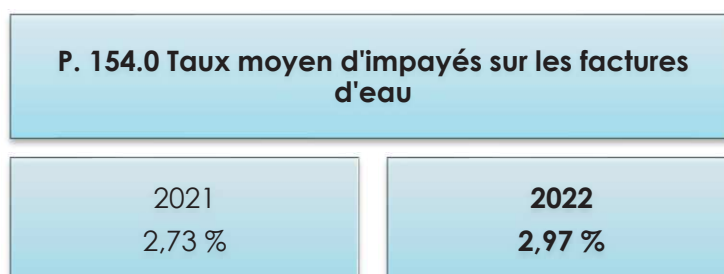 P. 154.0 Taux moyen d'impayés sur les factures
d'eau
2021
2,73 %
2022
2,97 %